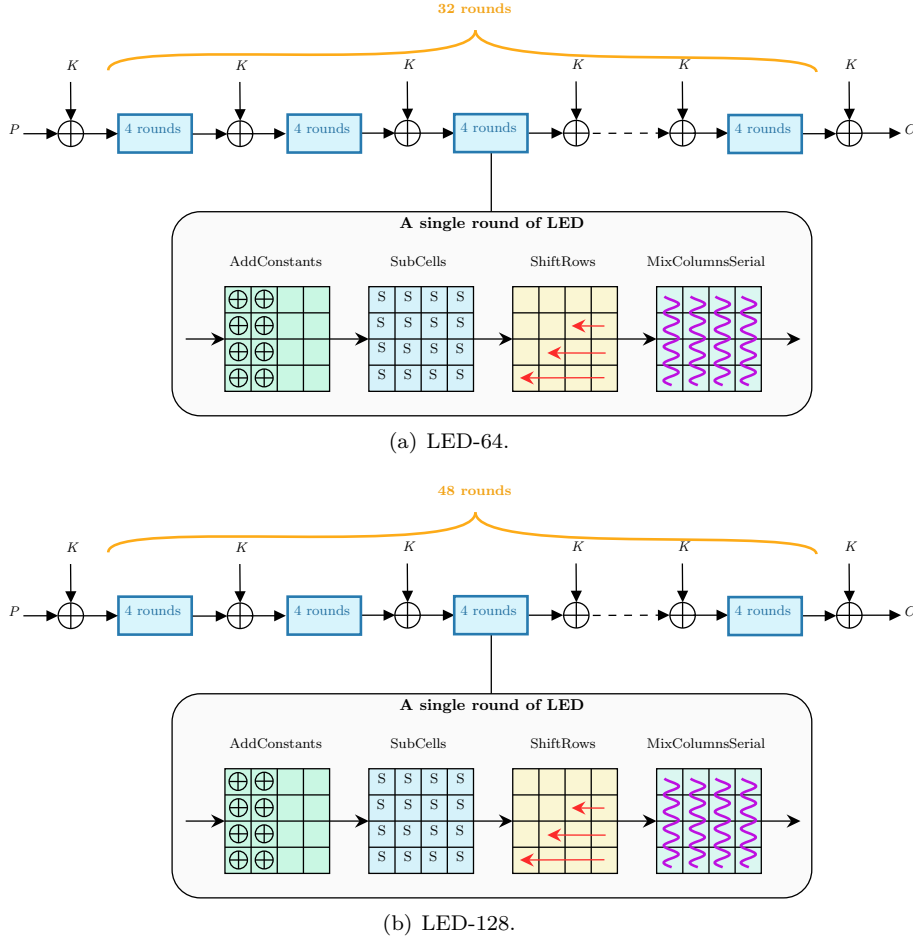 32 rounds
K K K K K K
P 4 rounds 4 rounds 4 rounds 4 rounds C
A single round of LED
AddConstants SubCells ShiftRows MixColumnsSerial
S S S S
S S S S
S S S S
S S S S
(a) LED-64.
48 rounds
K K K K K K
P 4 rounds 4 rounds 4 rounds 4 rounds C
A single round of LED
AddConstants SubCells ShiftRows MixColumnsSerial
S S S S
S S S S
S S S S
S S S S
(b) LED-128.